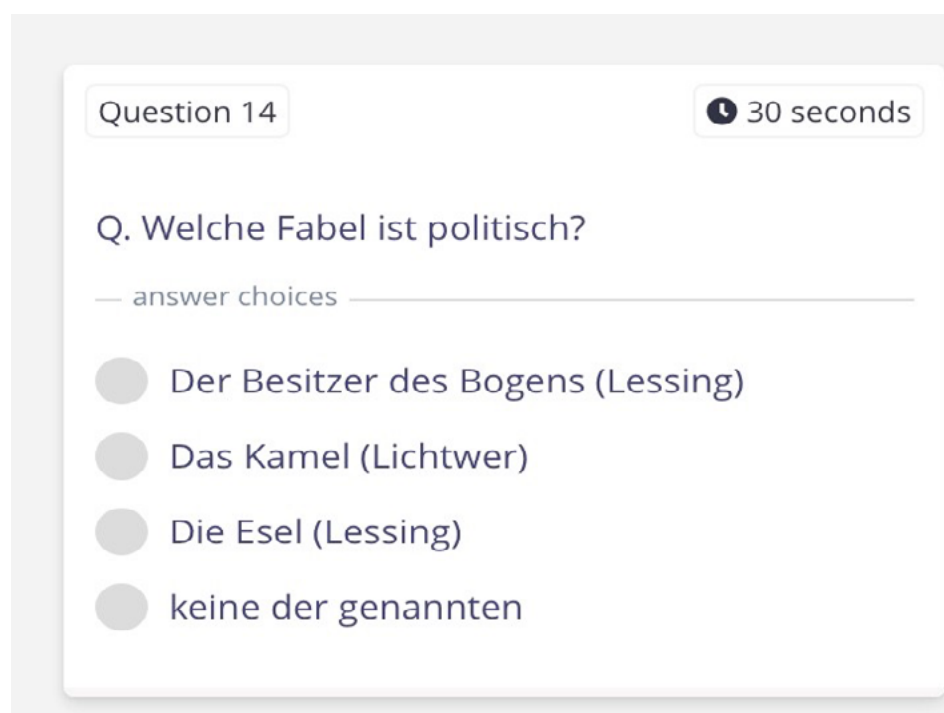 Question 14
30 seconds
Q. Welche Fabel ist politisch?
answer choices
Der Besitzer des Bogens (Lessing)
Das Kamel (Lichtwer)
Die Esel (Lessing)
keine der genannten